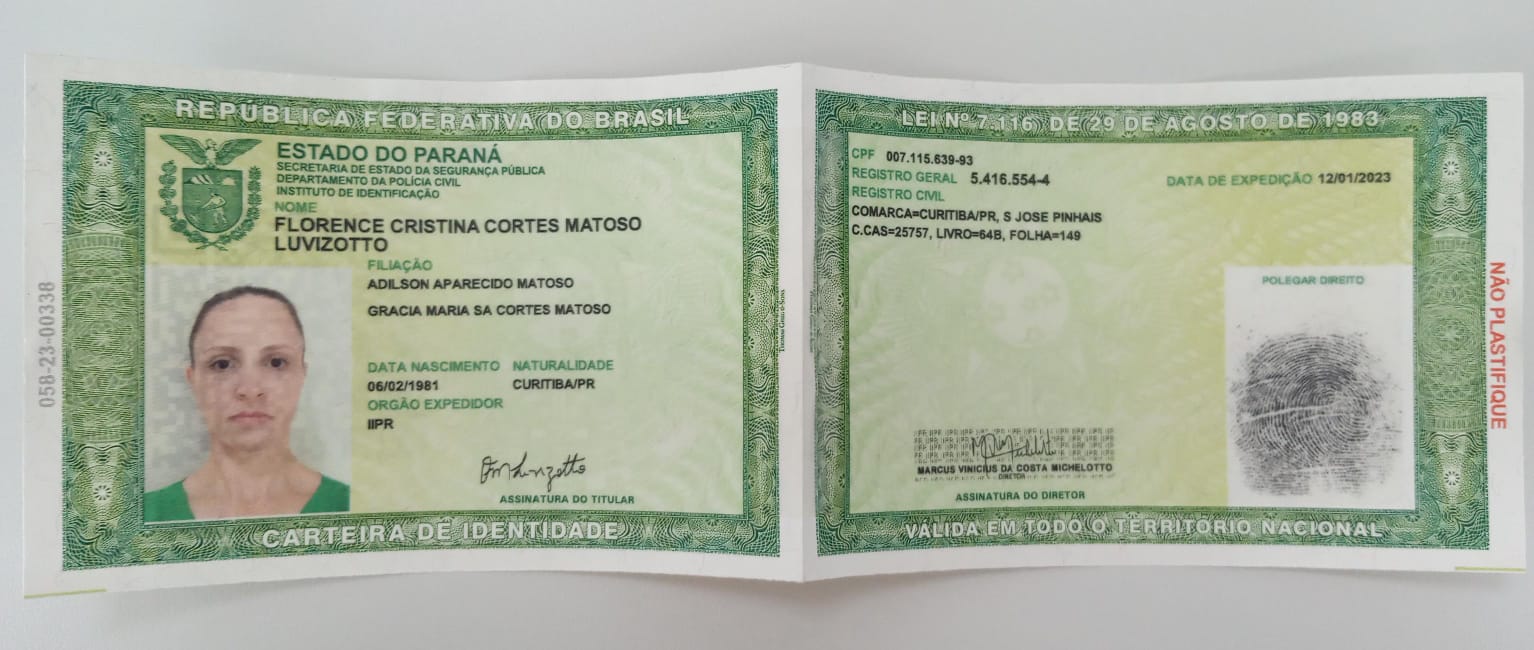 REPÚBLICA FEDERATIVA DO BRASIL
ESTADO DO PARANÁ
SECRETARIA DE ESTADO DA SEGURANÇA PÚBLICA
DEPARTAMENTO DA POLÍCIA CIVIL
INSTITUTO DE IDENTIFICAÇÃO
NOME
FLORENCE CRISTINA CORTES MATOSO
LUVIZOTTO
FILIAÇÃO
ADILSON APARECIDO MATOSO
GRACIA MARIA SA CORTES MATOSO
DATA NASCIMENTO NATURALIDADE
06/02/1981 CURITIBA/PR
ORGÃO EXPEDIDOR
IIPR
ASSINATURA DO TITULAR
CARTEIRA DE IDENTIDADE
058-23-00338
LEI Nº 7.116, DE 29 DE AGOSTO DE 1983
CPF 007.115.639-93
REGISTRO GERAL 5.416.554-4 DATA DE EXPEDIÇÃO 12/01/2023
REGISTRO CIVIL
COMARCA=CURITIBA/PR, S JOSE PINHAIS
C.CAS=25757, LIVRO=64B, FOLHA=149
POLEGAR DIREITO
MARCUS VINICIUS DA COSTA MICHELOTTO
DIRETOR
ASSINATURA DO DIRETOR
VÁLIDA EM TODO O TERRITÓRIO NACIONAL
NÃO PLASTIFIQUE